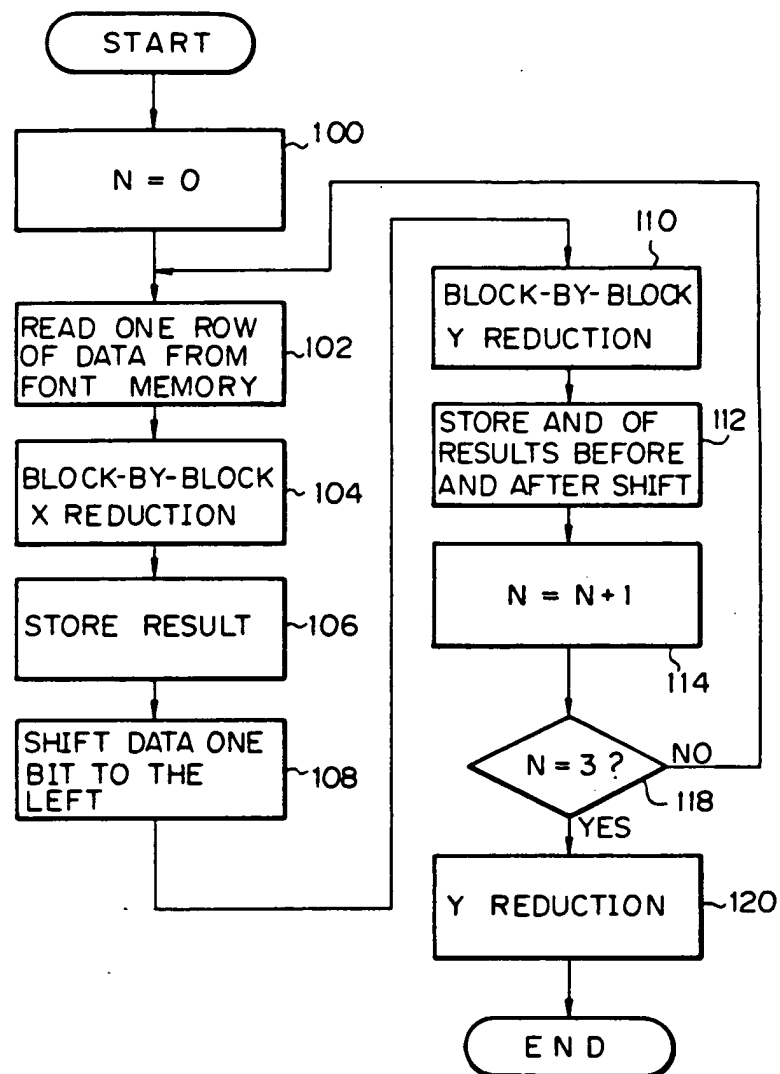 START
100
N = 0
READ ONE ROW
OF DATA FROM
FONT MEMORY
102
BLOCK-BY-BLOCK
X REDUCTION
104
STORE RESULT
106
SHIFT DATA ONE
BIT TO THE
LEFT
108
110
BLOCK-BY-BLOCK
Y REDUCTION
STORE AND OF
RESULTS BEFORE
AND AFTER SHIFT
112
N = N+1
114
N = 3 ?
NO
118
YES
Y REDUCTION
120
END